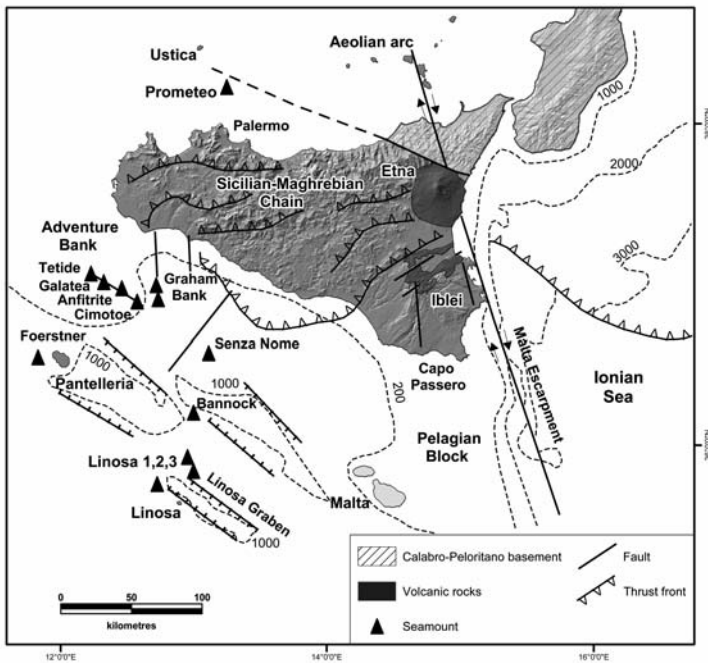 Ustica
Aeolian arc
Prometeo
1000
Palermo
2000
Etna
Sicilian-Maghrebian
Chain
Adventure
Bank
3000
Tetide
Galatea
Anfitrite
Cimotoe
Graham
Bank
Iblei
Foerstner
Senza Nome
1000
Pantelleria
1000
200
Capo
Passero
Malta Escarpment
Ionian
Sea
Bannock
Pelagian
Block
Linosa 1,2,3
Linosa Graben
Malta
Linosa
1000
Calabro-Peloritano basement
Fault
Volcanic rocks
Thrust front
Seamount
0 50 100
kilometres
12°0'0"E 14°0'0"E 16°0'0"E